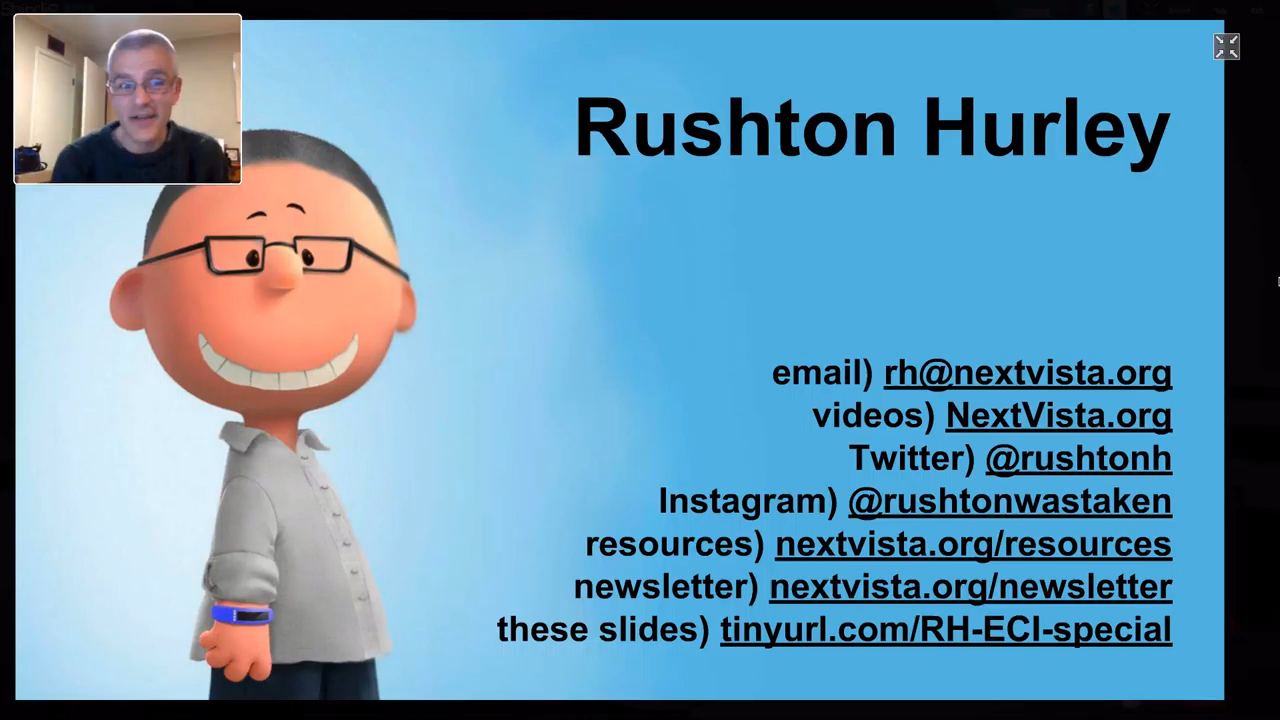 Rushton Hurley
email) rh@nextvista.org
videos) NextVista.org
Twitter) @rushtonh
Instagram) @rushtonwastaken
resources) nextvista.org/resources
newsletter) nextvista.org/newsletter
these slides) tinyurl.com/RH-ECI-special